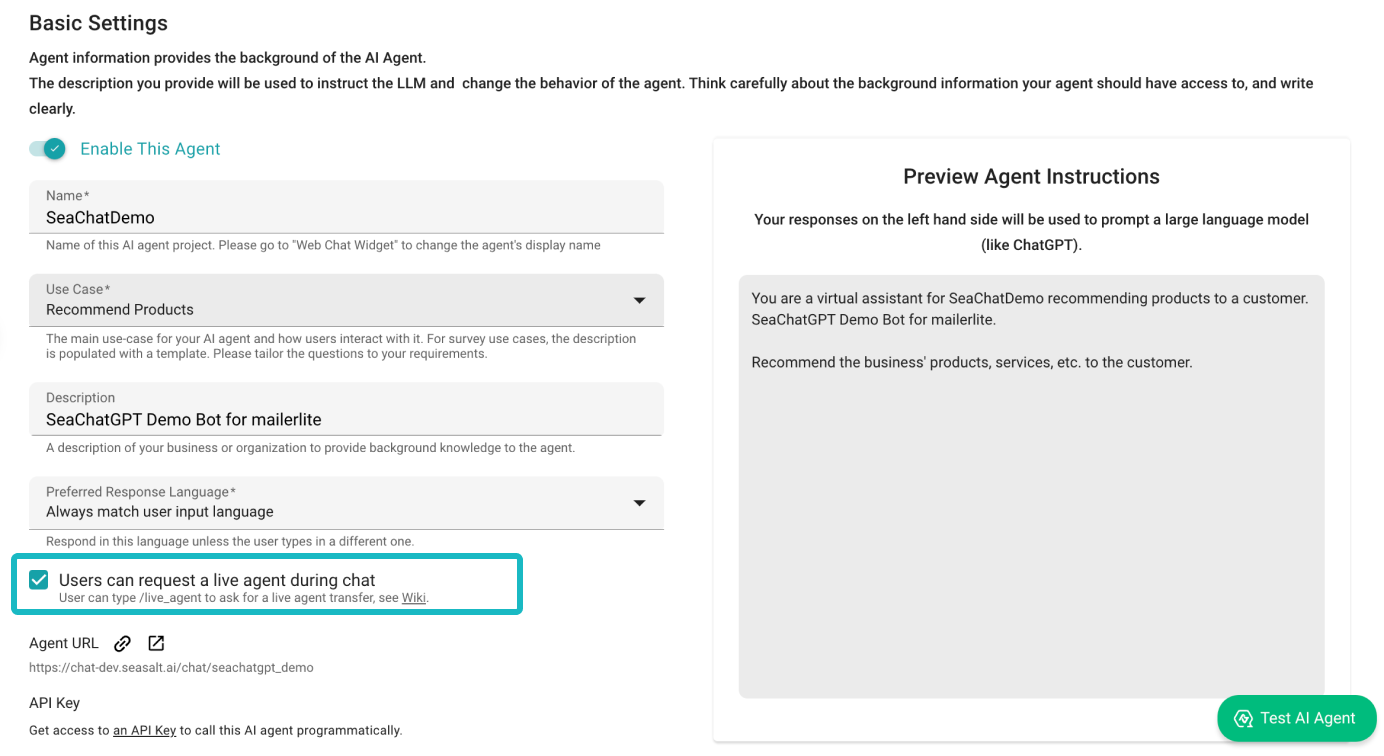 Basic Settings
Agent information provides the background of the AI Agent.
The description you provide will be used to instruct the LLM and  change the behavior of the agent. Think carefully about the background information your agent should have access to, and write
clearly.
Enable This Agent
Name*
SeaChatDemo
Name of this AI agent project. Please go to "Web Chat Widget" to change the agent's display name
Use Case*
Recommend Products
The main use-case for your AI agent and how users interact with it. For survey use cases, the description
is populated with a template. Please tailor the questions to your requirements.
Description
SeaChatGPT Demo Bot for mailerlite
A description of your business or organization to provide background knowledge to the agent.
Preferred Response Language*
Always match user input language
Respond in this language unless the user types in a different one.
Users can request a live agent during chat
User can type /live_agent to ask for a live agent transfer, see Wiki.
Agent URL
https://chat-dev.seasalt.ai/chat/seachatgpt_demo
API Key
Get access to an API Key to call this AI agent programmatically.
Preview Agent Instructions
Your responses on the left hand side will be used to prompt a large language model
(like ChatGPT).
You are a virtual assistant for SeaChatDemo recommending products to a customer.
SeaChatGPT Demo Bot for mailerlite.
Recommend the business' products, services, etc. to the customer.
Test AI Agent